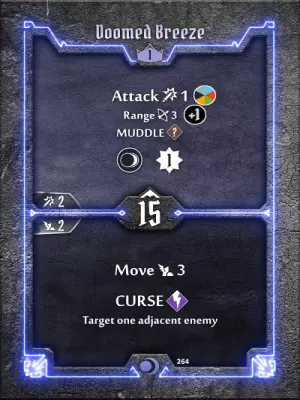 Doomed Breeze
1
Attack 1
Range 3 +1
MUDDLE ?
1
2
15
2
Move 3
CURSE
Target one adjacent enemy
264